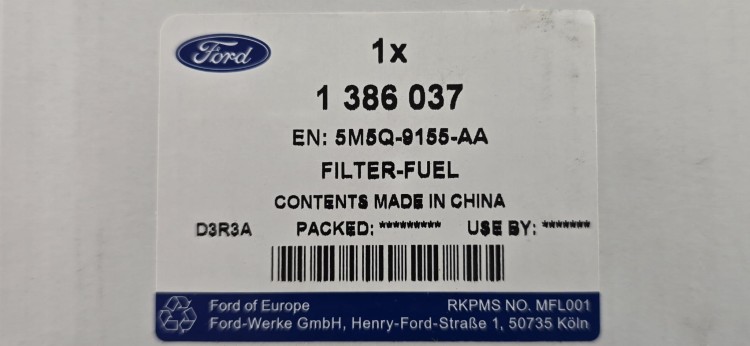 Ford
1x
1 386 037
EN: 5M5Q-9155-AA
FILTER-FUEL
CONTENTS MADE IN CHINA
D3R3A PACKED: ********* USE BY: *******
Ford of Europe RKPMS NO. MFL001
Ford-Werke GmbH, Henry-Ford-Straße 1, 50735 Köln